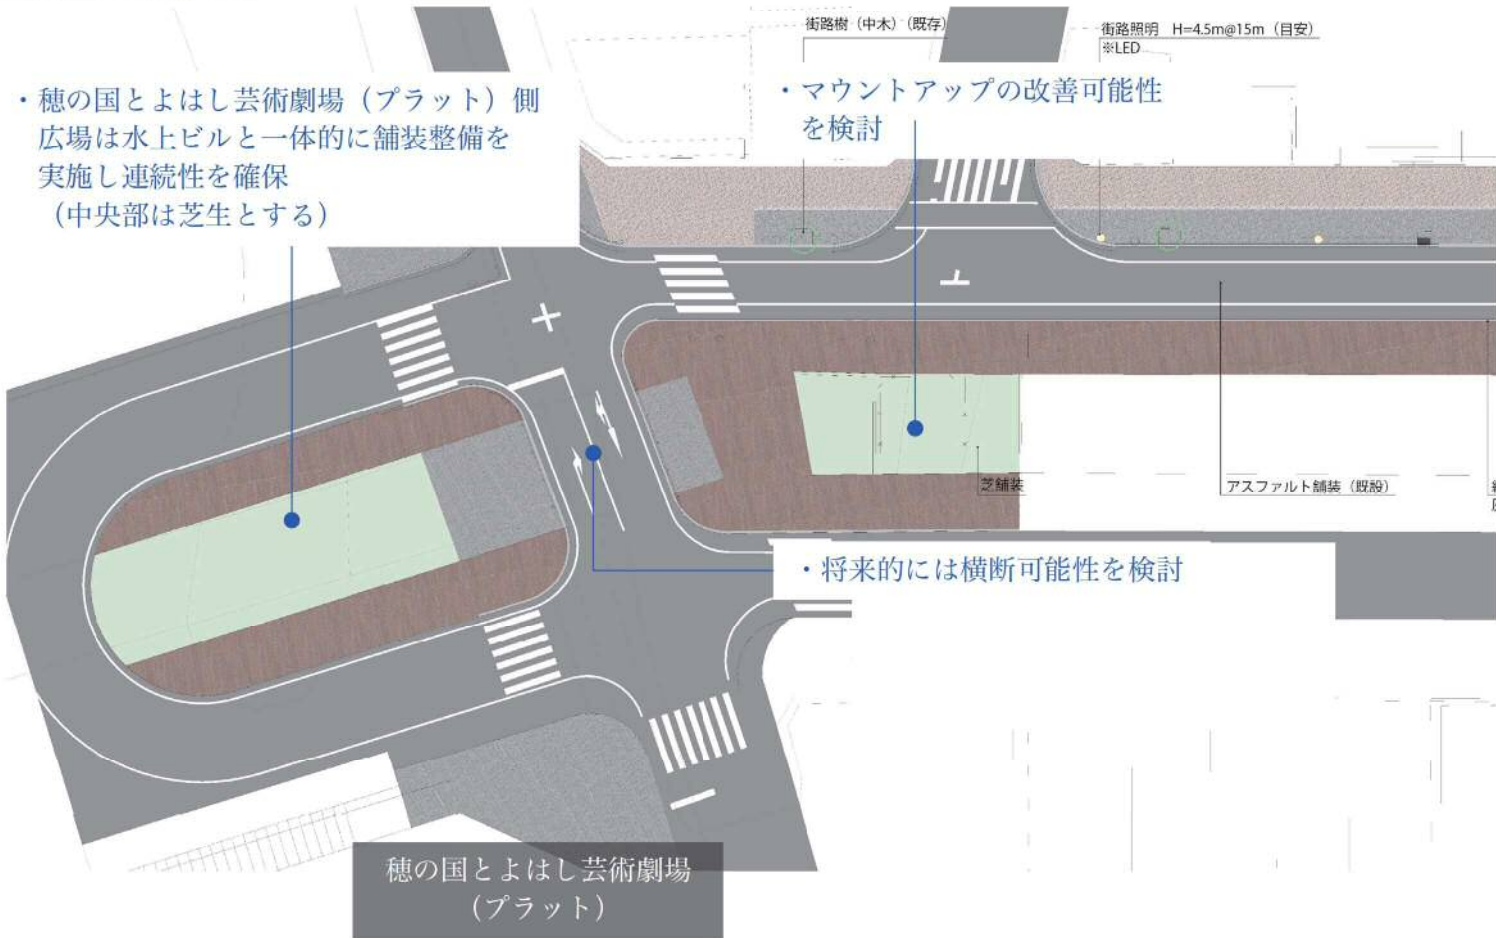 街路樹（中木）（既存）
街路照明　H=4.5m@15m（目安）
※LED
・穂の国とよはし芸術劇場（プラット）側
広場は水上ビルと一体的に舗装整備を
実施し連続性を確保
（中央部は芝生とする）
・マウントアップの改善可能性
を検討
芝舗装
アスファルト舗装（既設）
・将来的には横断可能性を検討
穂の国とよはし芸術劇場
（プラット）